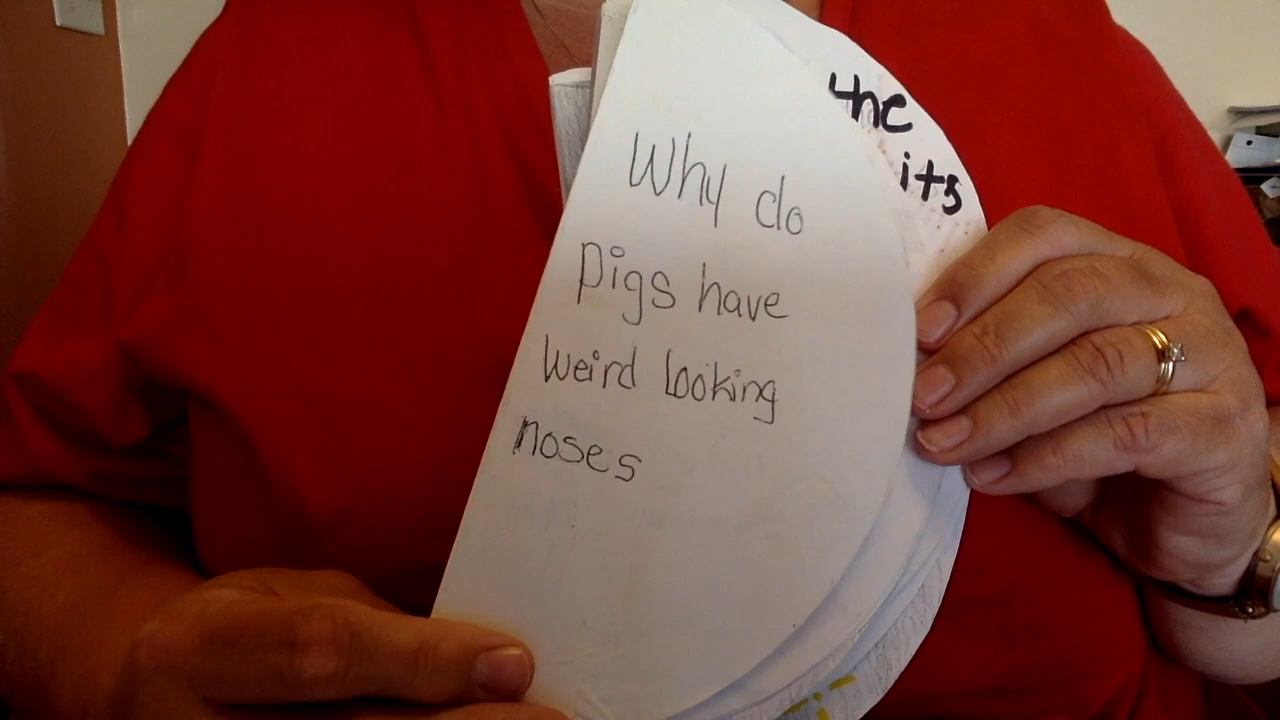 Why do
pigs have
weird looking
noses
the
its